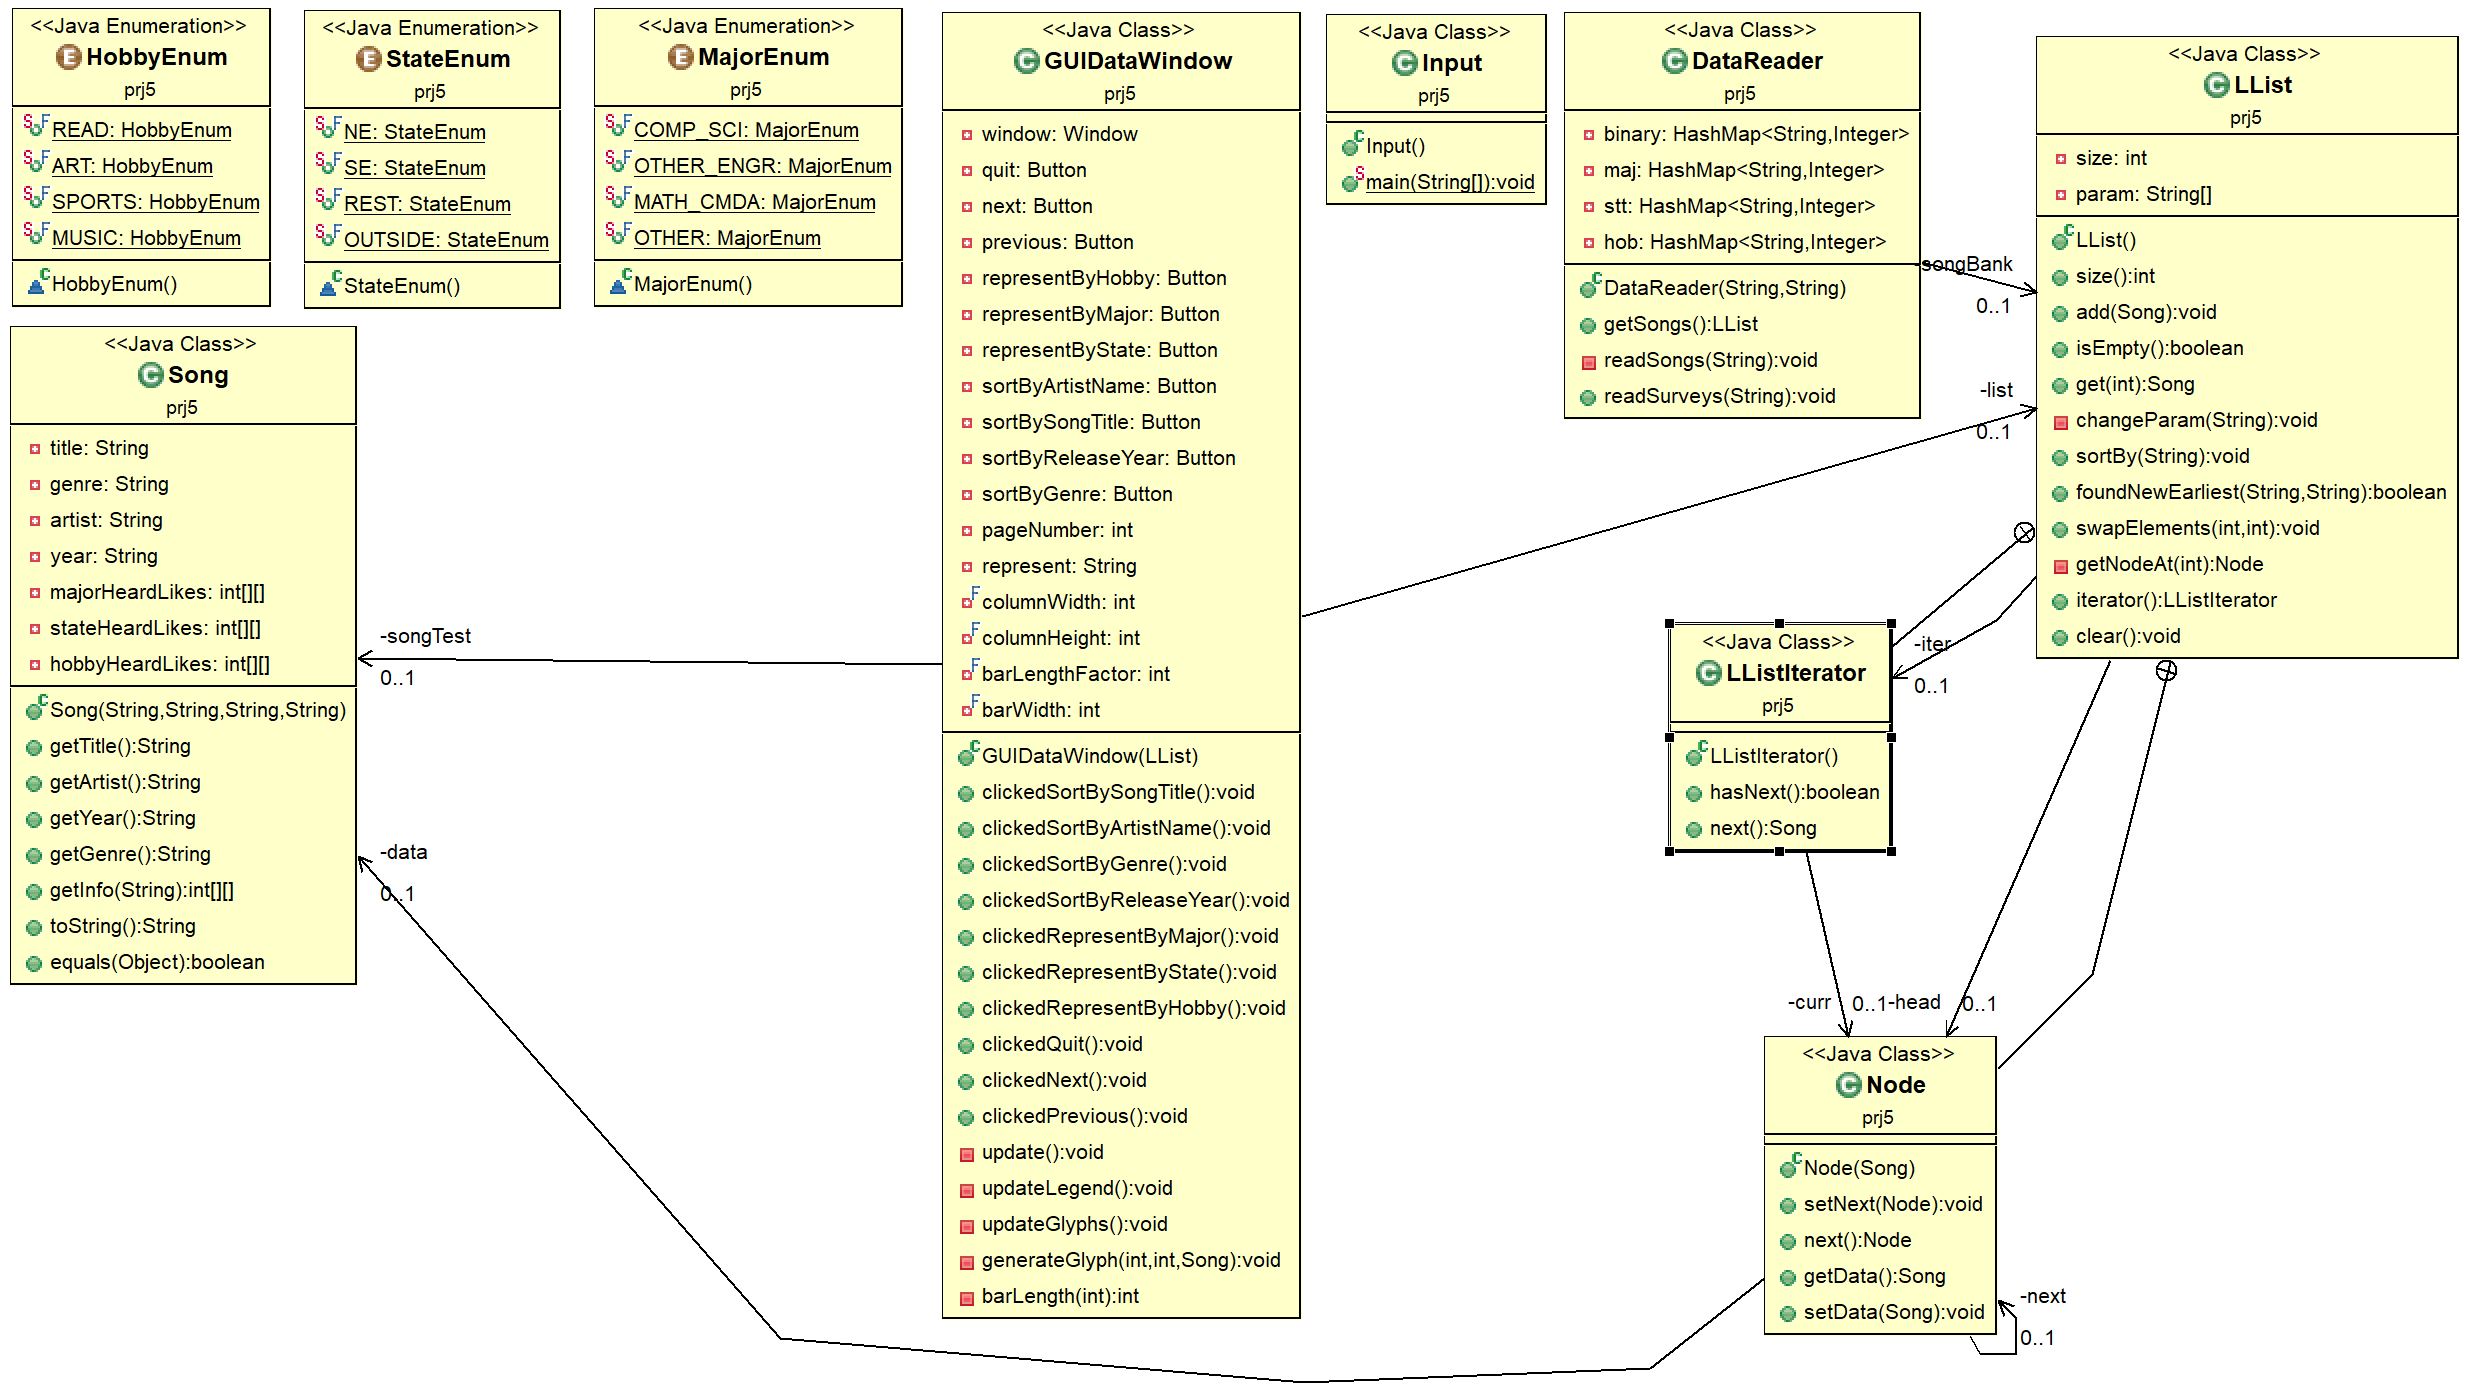 <<Java Enumeration>>
HobbyEnum
prj5
READ: HobbyEnum
ART: HobbyEnum
SPORTS: HobbyEnum
MUSIC: HobbyEnum
HobbyEnum()
<<Java Enumeration>>
StateEnum
prj5
NE: StateEnum
SE: StateEnum
REST: StateEnum
OUTSIDE: StateEnum
StateEnum()
<<Java Enumeration>>
MajorEnum
prj5
COMP_SCI: MajorEnum
OTHER_ENGR: MajorEnum
MATH_CMDA: MajorEnum
OTHER: MajorEnum
MajorEnum()
<<Java Class>>
Song
prj5
title: String
genre: String
artist: String
year: String
majorHeardLikes: int[][]
stateHeardLikes: int[][]
hobbyHeardLikes: int[][]
Song(String,String,String,String)
getTitle():String
getArtist():String
getYear():String
getGenre():String
getInfo(String):int[][]
toString():String
equals(Object):boolean
-songTest
0..1
-data
0..1
<<Java Class>>
GUIDataWindow
prj5
window: Window
quit: Button
next: Button
previous: Button
representByHobby: Button
representByMajor: Button
representByState: Button
sortByArtistName: Button
sortBySongTitle: Button
sortByReleaseYear: Button
sortByGenre: Button
pageNumber: int
represent: String
columnWidth: int
columnHeight: int
barLengthFactor: int
barWidth: int
GUIDataWindow(LList)
clickedSortBySongTitle():void
clickedSortByArtistName():void
clickedSortByGenre():void
clickedSortByReleaseYear():void
clickedRepresentByMajor():void
clickedRepresentByState():void
clickedRepresentByHobby():void
clickedQuit():void
clickedNext():void
clickedPrevious():void
update():void
updateLegend():void
updateGlyphs():void
generateGlyph(int,int,Song):void
barLength(int):int
<<Java Class>>
Input
prj5
Input()
main(String[]):void
<<Java Class>>
DataReader
prj5
binary: HashMap<String,Integer>
maj: HashMap<String,Integer>
stt: HashMap<String,Integer>
hob: HashMap<String,Integer>
DataReader(String,String)
getSongs():LList
readSongs(String):void
readSurveys(String):void
-songBank
0..1
-list
0..1
<<Java Class>>
LList
prj5
size: int
param: String[]
LList()
size():int
add(Song):void
isEmpty():boolean
get(int):Song
changeParam(String):void
sortBy(String):void
foundNewEarliest(String,String):boolean
swapElements(int,int):void
getNodeAt(int):Node
iterator():LListIterator
clear():void
<<Java Class>>
LListIterator
prj5
LListIterator()
hasNext():boolean
next():Song
-iter
0..1
-curr
0..1
-head
0..1
<<Java Class>>
Node
prj5
Node(Song)
setNext(Node):void
next():Node
getData():Song
setData(Song):void
-next
0..1